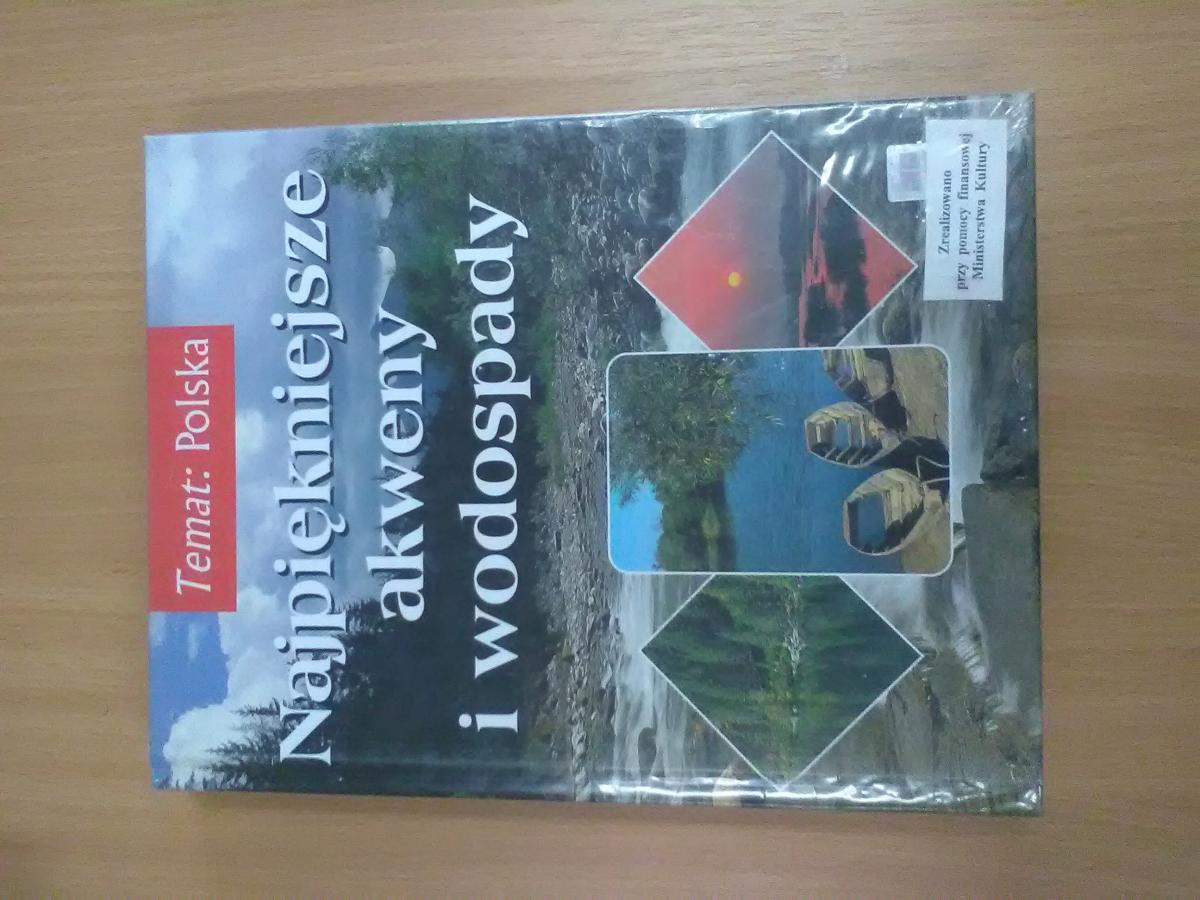 Temat: Polska
Najpiękniejsze
akweny
i wodospady
Zrealizowano
przy pomocy finansowej
Ministerstwa Kultury